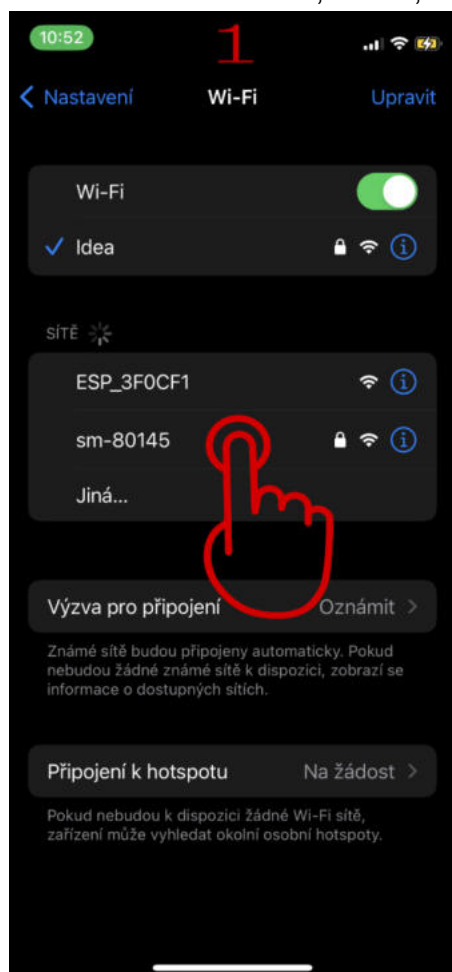 10:52
1
Nastavení
Wi-Fi
Upravit
Wi-Fi
Idea
SÍTĚ
ESP_3F0CF1
sm-80145
Jiná...
Výzva pro připojení
Oznámit
Známé sítě budou připojeny automaticky. Pokud
nebudou žádné známé sítě k dispozici, zobrazí se
informace o dostupných sítích.
Připojení k hotspotu
Na žádost
Pokud nebudou k dispozici žádné Wi-Fi sítě,
zařízení může vyhledat okolní osobní hotspoty.